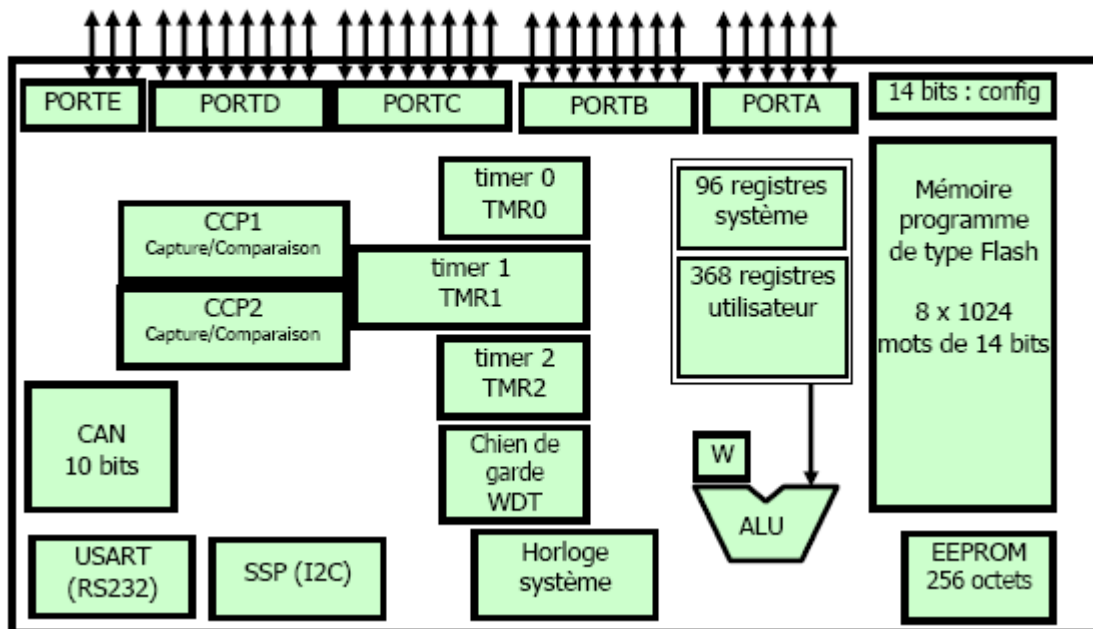 PORTE
PORTD
PORTC
PORTB
PORTA
14 bits : config
timer 0
TMR0
96 registres
système
Mémoire
programme
de type Flash
8 x 1024
mots de 14 bits
CCP1
Capture/Comparaison
timer 1
TMR1
368 registres
utilisateur
CCP2
Capture/Comparaison
timer 2
TMR2
CAN
10 bits
Chien de
garde
WDT
W
ALU
USART
(RS232)
SSP (I2C)
Horloge
système
EEPROM
256 octets